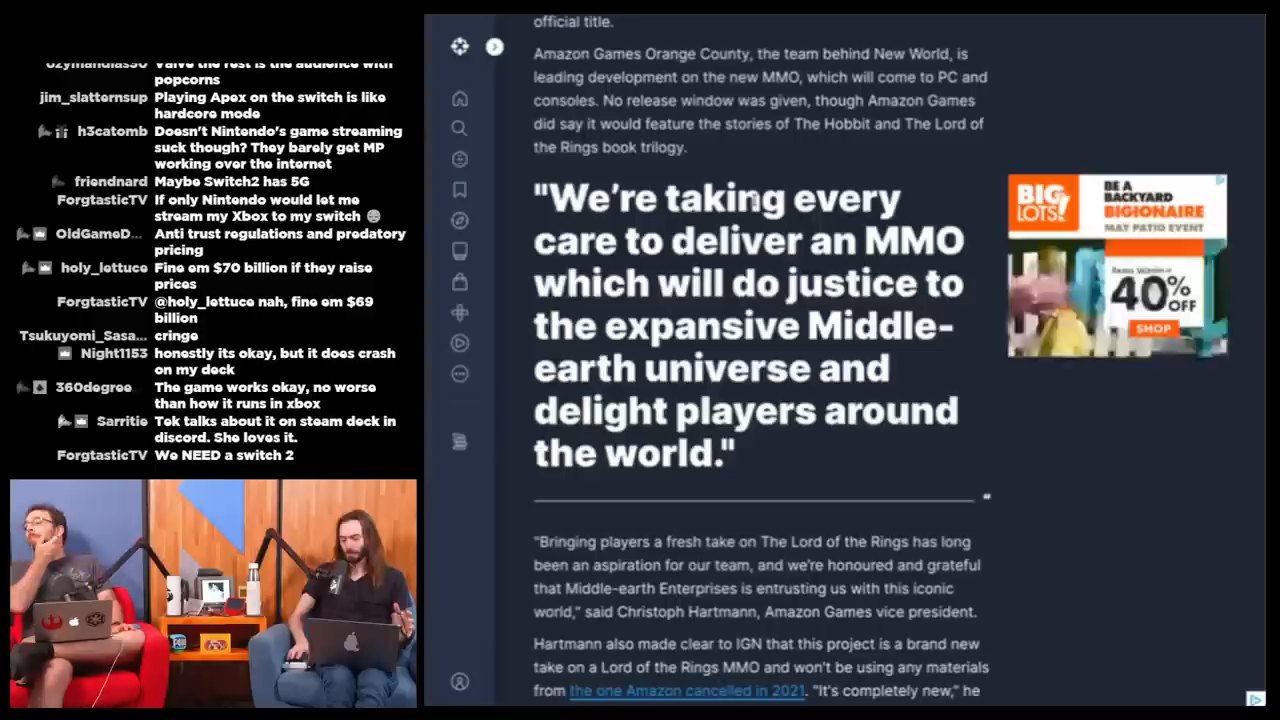 Valve the rest is the audience with
popcorns
jim_slatternsup Playing Apex on the switch is like
hardcore mode
h3catomb Doesn't Nintendo's game streaming
suck though? They barely get MP
working over the internet
friendnard Maybe Switch2 has 5G
ForgtasticTV If only Nintendo would let me
stream my Xbox to my switch
OldGameD... Anti trust regulations and predatory
pricing
holy_lettuce Fine em $70 billion if they raise
prices
ForgtasticTV @holy_lettuce nah, fine em $69
billion
Tsukuyomi_Sasa... cringe
Night1153 honestly its okay, but it does crash
on my deck
360degree The game works okay, no worse
than how it runs in xbox
Sarritie Tek talks about it on steam deck in
discord. She loves it.
ForgtasticTV We NEED a switch 2
official title.
Amazon Games Orange County, the team behind New World, is
leading development on the new MMO, which will come to PC and
consoles. No release window was given, though Amazon Games
did say it would feature the stories of The Hobbit and The Lord of
the Rings book trilogy.
"We're taking every
care to deliver an MMO
which will do justice to
the expansive Middle-
earth universe and
delight players around
the world."
"Bringing players a fresh take on The Lord of the Rings has long
been an aspiration for our team, and we're honoured and grateful
that Middle-earth Enterprises is entrusting us with this iconic
world," said Christoph Hartmann, Amazon Games vice president.
Hartmann also made clear to IGN that this project is a brand new
take on a Lord of the Rings MMO and won't be using any materials
from the one Amazon cancelled in 2021. "It's completely new," he
BIG
LOTS!
BE A
BACKYARD
BIGIONAIRE
MAY PATIO EVENT
40%
OFF
SHOP